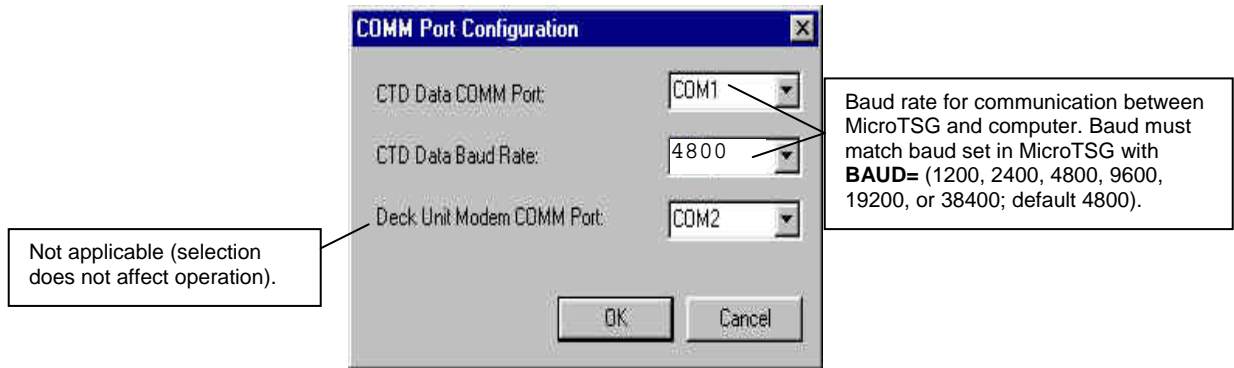 COMM Port Configuration
CTD Data COMM Port:
COM1
CTD Data Baud Rate:
4800
Deck Unit Modem COMM Port:
COM2
OK
Cancel
Baud rate for communication between
MicroTSG and computer. Baud must
match baud set in MicroTSG with
BAUD= (1200, 2400, 4800, 9600,
19200, or 38400; default 4800).
Not applicable (selection
does not affect operation).